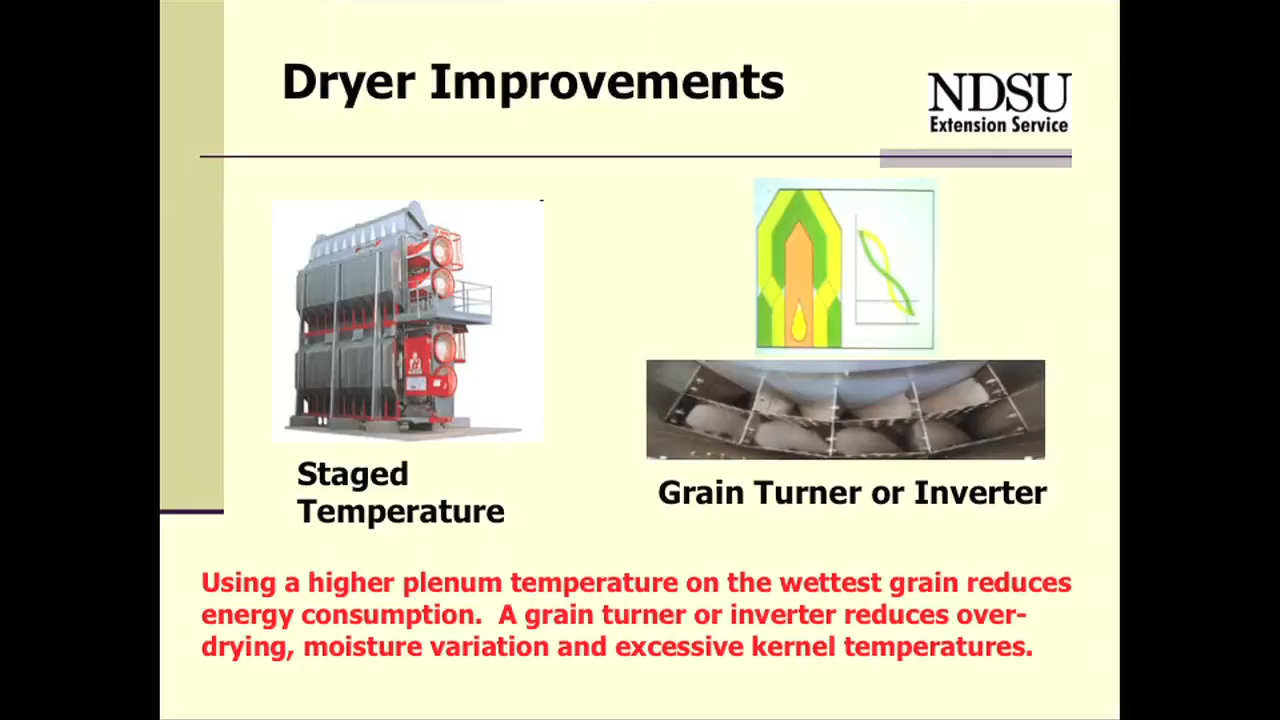 Dryer Improvements
NDSU
Extension Service
Staged
Temperature
Grain Turner or Inverter
Using a higher plenum temperature on the wettest grain reduces
energy consumption.  A grain turner or inverter reduces over-
drying, moisture variation and excessive kernel temperatures.